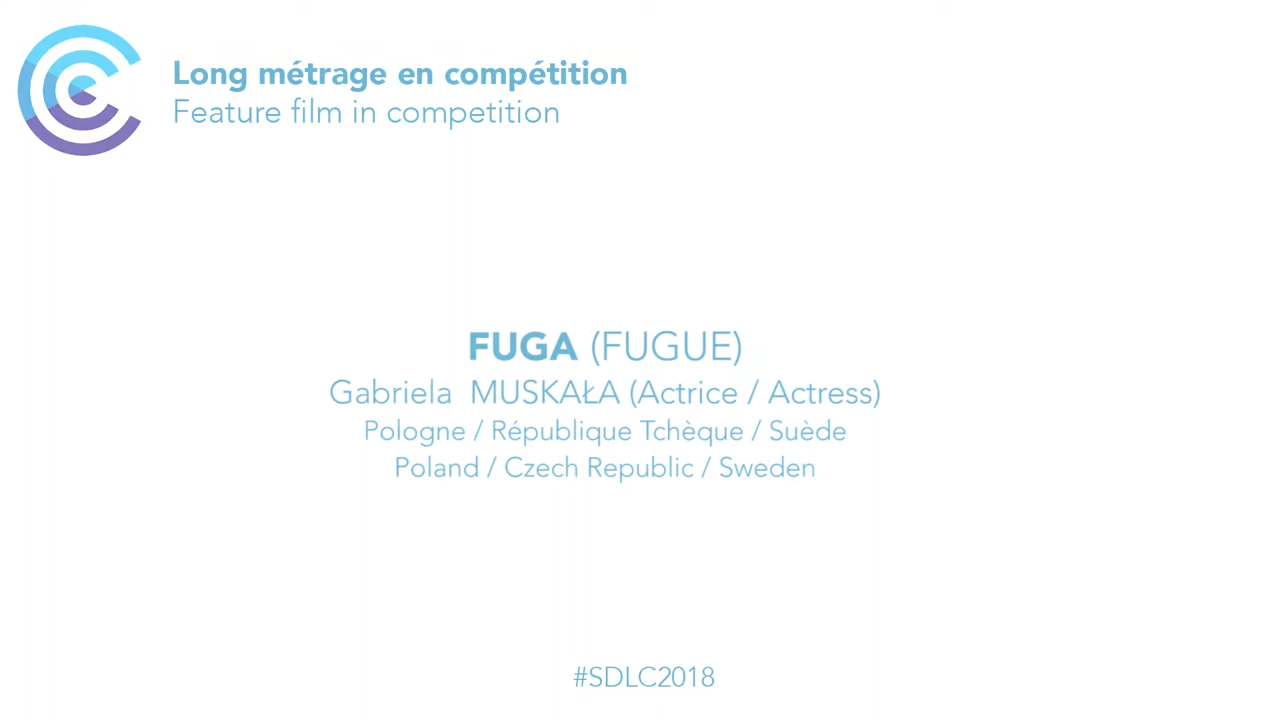 Long métrage en compétition
Feature film in competition
FUGA (FUGUE)
Gabriela MUSKAŁA (Actrice / Actress)
Pologne / République Tchèque / Suède
Poland / Czech Republic / Sweden
#SDLC2018